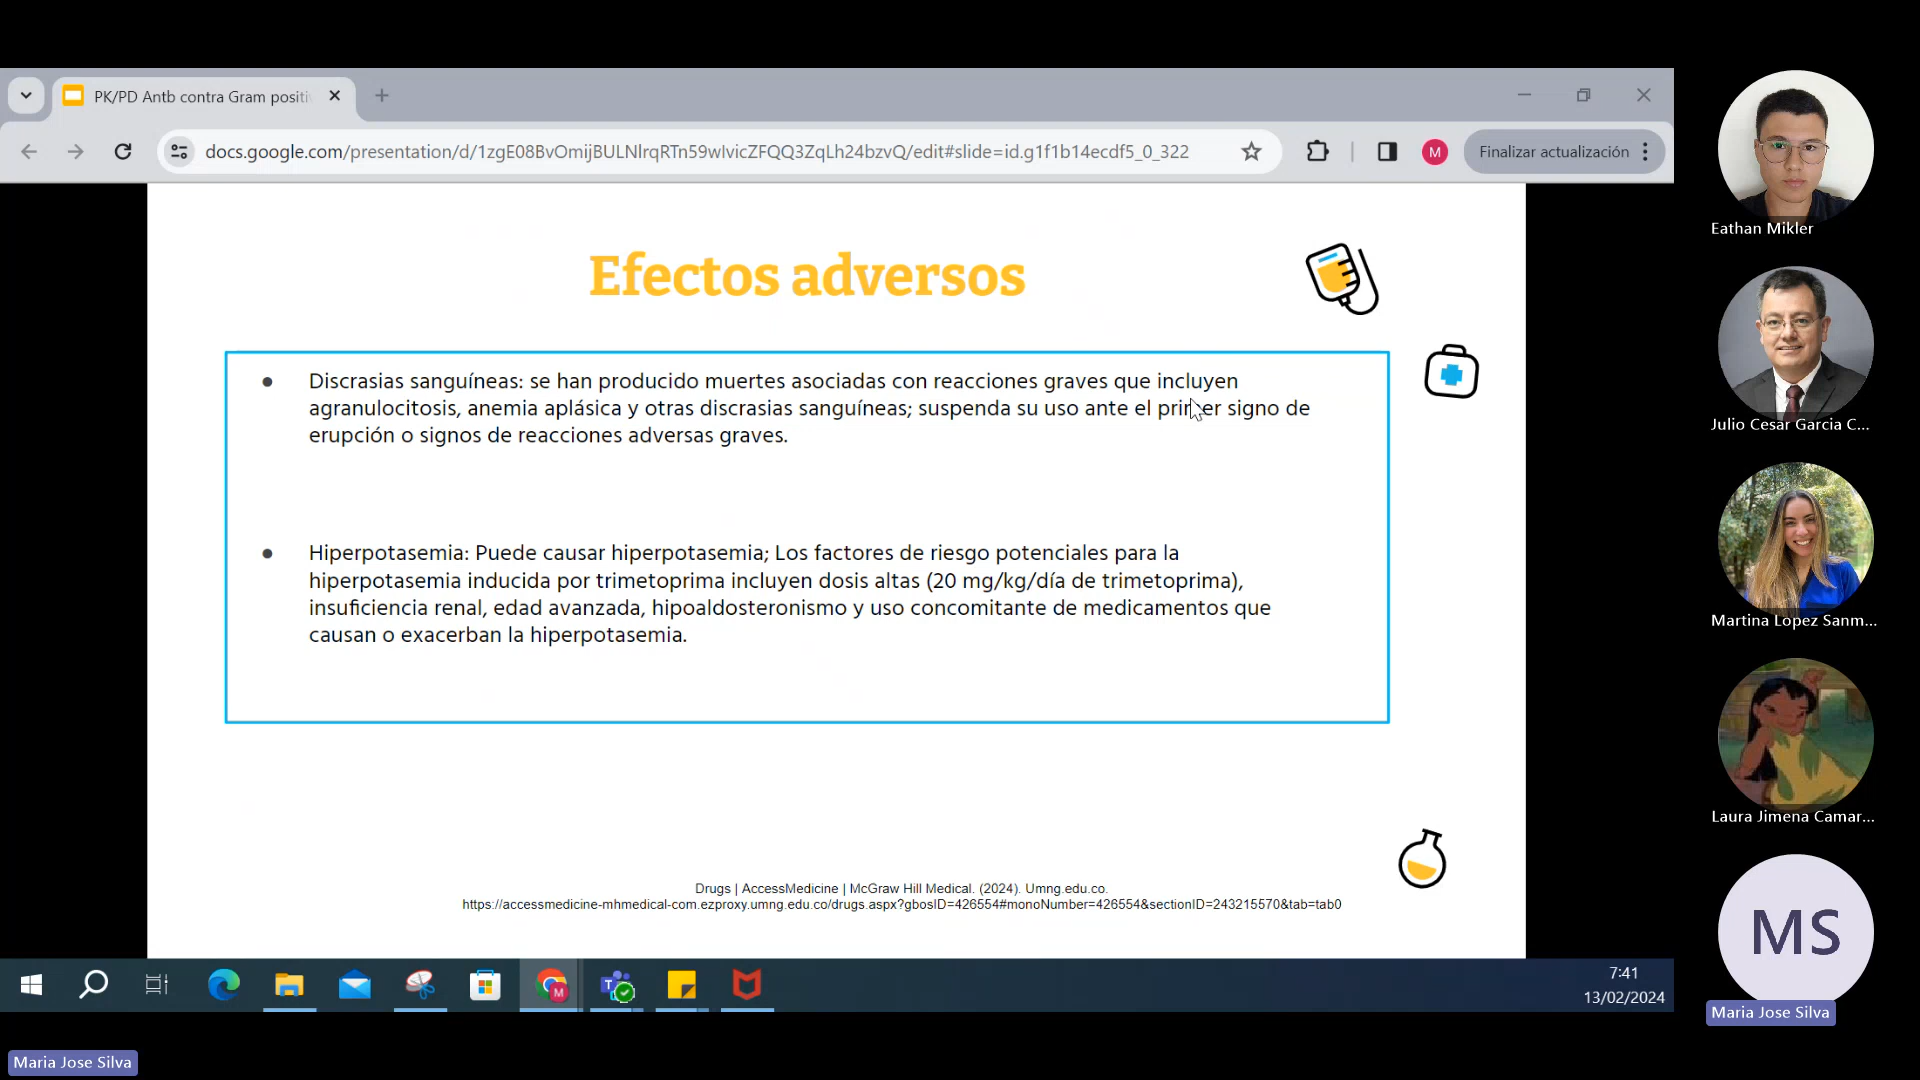 PK/PD Antb contra Gram positi
docs.google.com/presentation/d/1zgE08BvOmijBULNlrqRTn59wIvicZFQQ3ZqLh24bzvQ/edit#slide=id.g1f1b14ecdf5_0_322
M
Finalizar actualización
Efectos adversos
● Discrasias sanguíneas: se han producido muertes asociadas con reacciones graves que incluyen
agranulocitosis, anemia aplásica y otras discrasias sanguíneas; suspenda su uso ante el primer signo de
erupción o signos de reacciones adversas graves.
● Hiperpotasemia: Puede causar hiperpotasemia; Los factores de riesgo potenciales para la
hiperpotasemia inducida por trimetoprima incluyen dosis altas (20 mg/kg/día de trimetoprima),
insuficiencia renal, edad avanzada, hipoaldosteronismo y uso concomitante de medicamentos que
causan o exacerban la hiperpotasemia.
Drugs | AccessMedicine | McGraw Hill Medical. (2024). Umng.edu.co.
https://accessmedicine-mhmedical-com.ezproxy.umng.edu.co/drugs.aspx?gbosID=426554#monoNumber=426554&sectionID=243215570&tab=tab0
M
T
7:41
13/02/2024
Eathan Mikler
Julio Cesar Garcia C...
Martina Lopez Sanm...
Laura Jimena Camar...
MS
Maria Jose Silva
Maria Jose Silva